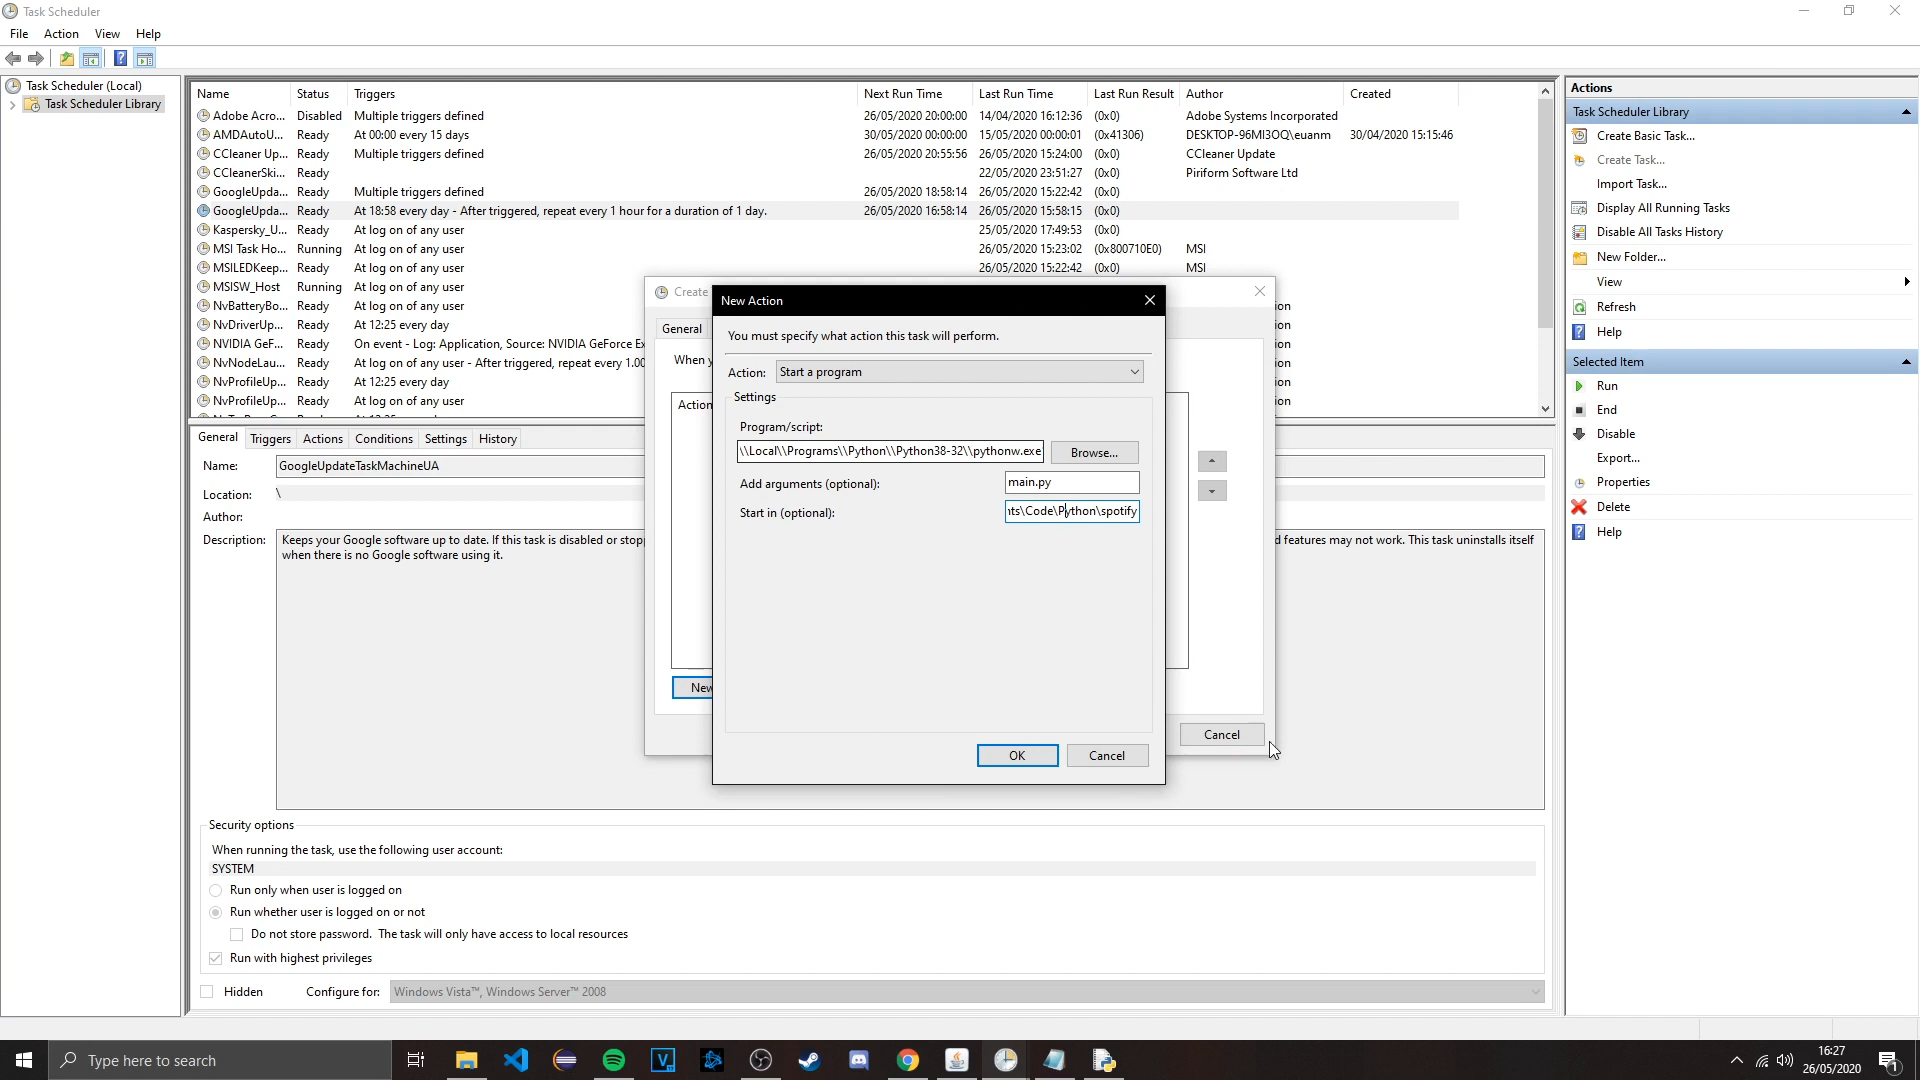 Task Scheduler
File Action View Help
Task Scheduler (Local)
Task Scheduler Library
Name Status Triggers Next Run Time Last Run Time Last Run Result Author Created
Adobe Acro... Disabled Multiple triggers defined 26/05/2020 20:00:00 14/04/2020 16:12:36 (0x0) Adobe Systems Incorporated
AMDAutoU... Ready At 00:00 every 15 days 30/05/2020 00:00:00 15/05/2020 00:00:01 (0x41306) DESKTOP-96MI3OQ\euanm 30/04/2020 15:15:46
CCleaner Up... Ready Multiple triggers defined 26/05/2020 20:55:56 26/05/2020 15:24:00 (0x0) CCleaner Update
CCleanerSki... Ready 22/05/2020 23:51:27 (0x0) Piriform Software Ltd
GoogleUpda... Ready Multiple triggers defined 26/05/2020 18:58:14 26/05/2020 15:22:42 (0x0)
GoogleUpda... Ready At 18:58 every day - After triggered, repeat every 1 hour for a duration of 1 day. 26/05/2020 16:58:14 26/05/2020 15:58:15 (0x0)
Kaspersky_U... Ready At log on of any user 25/05/2020 17:49:53 (0x0)
MSI Task Ho... Running At log on of any user 26/05/2020 15:23:02 (0x800710E0) MSI
MSILEDKeep... Ready At log on of any user 26/05/2020 15:22:42 (0x0) MSI
MSISW_Host Running At log on of any user
NvBatteryBo... Ready At log on of any user ion
NvDriverUp... Ready At 12:25 every day ion
NVIDIA GeF... Ready On event - Log: Application, Source: NVIDIA GeForce Ex ion
NvNodeLau... Ready At log on of any user - After triggered, repeat every 1.00 ion
NvProfileUp... Ready At 12:25 every day ion
NvProfileUp... Ready At log on of any user ion
General Triggers Actions Conditions Settings History
Name: GoogleUpdateTaskMachineUA
Location: \
Author:
Description: Keeps your Google software up to date. If this task is disabled or stopp d features may not work. This task uninstalls itself
when there is no Google software using it.
Security options
When running the task, use the following user account:
SYSTEM
Run only when user is logged on
Run whether user is logged on or not
Do not store password. The task will only have access to local resources
Run with highest privileges
Hidden Configure for: Windows Vista™, Windows Server™ 2008
Create
General
When y
Action
New
Cancel
New Action
You must specify what action this task will perform.
Action: Start a program
Settings
Program/script:
\\Local\\Programs\\Python\\Python38-32\\pythonw.exe Browse...
Add arguments (optional): main.py
Start in (optional): nts\Code\Python\spotify
OK Cancel
Actions
Task Scheduler Library
Create Basic Task...
Create Task...
Import Task...
Display All Running Tasks
Disable All Tasks History
New Folder...
View
Refresh
Help
Selected Item
Run
End
Disable
Export...
Properties
Delete
Help
Type here to search
16:27
26/05/2020
1